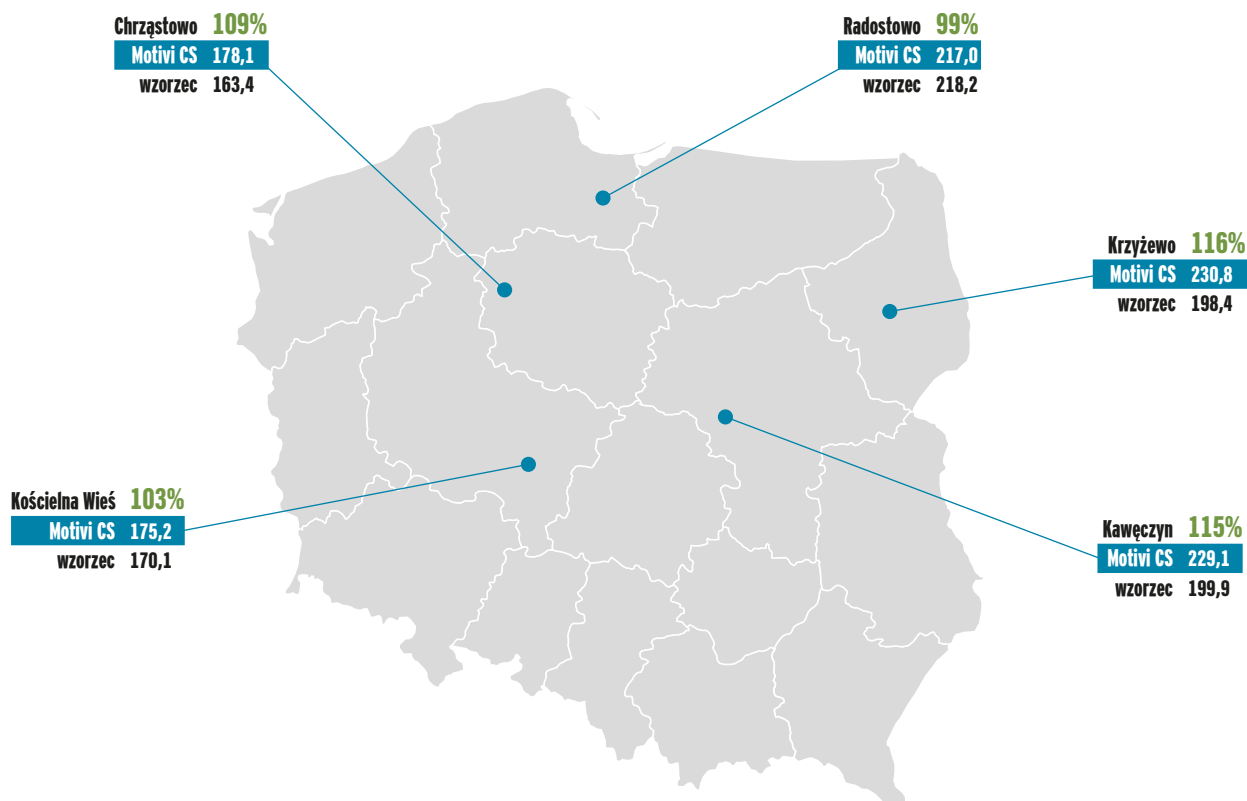 Chrząstowo 109%
Motivi CS 178,1
wzorzec 163,4
Radostowo 99%
Motivi CS 217,0
wzorzec 218,2
Krzyżewo 116%
Motivi CS 230,8
wzorzec 198,4
Kościelna Wieś 103%
Motivi CS 175,2
wzorzec 170,1
Kawęczyn 115%
Motivi CS 229,1
wzorzec 199,9